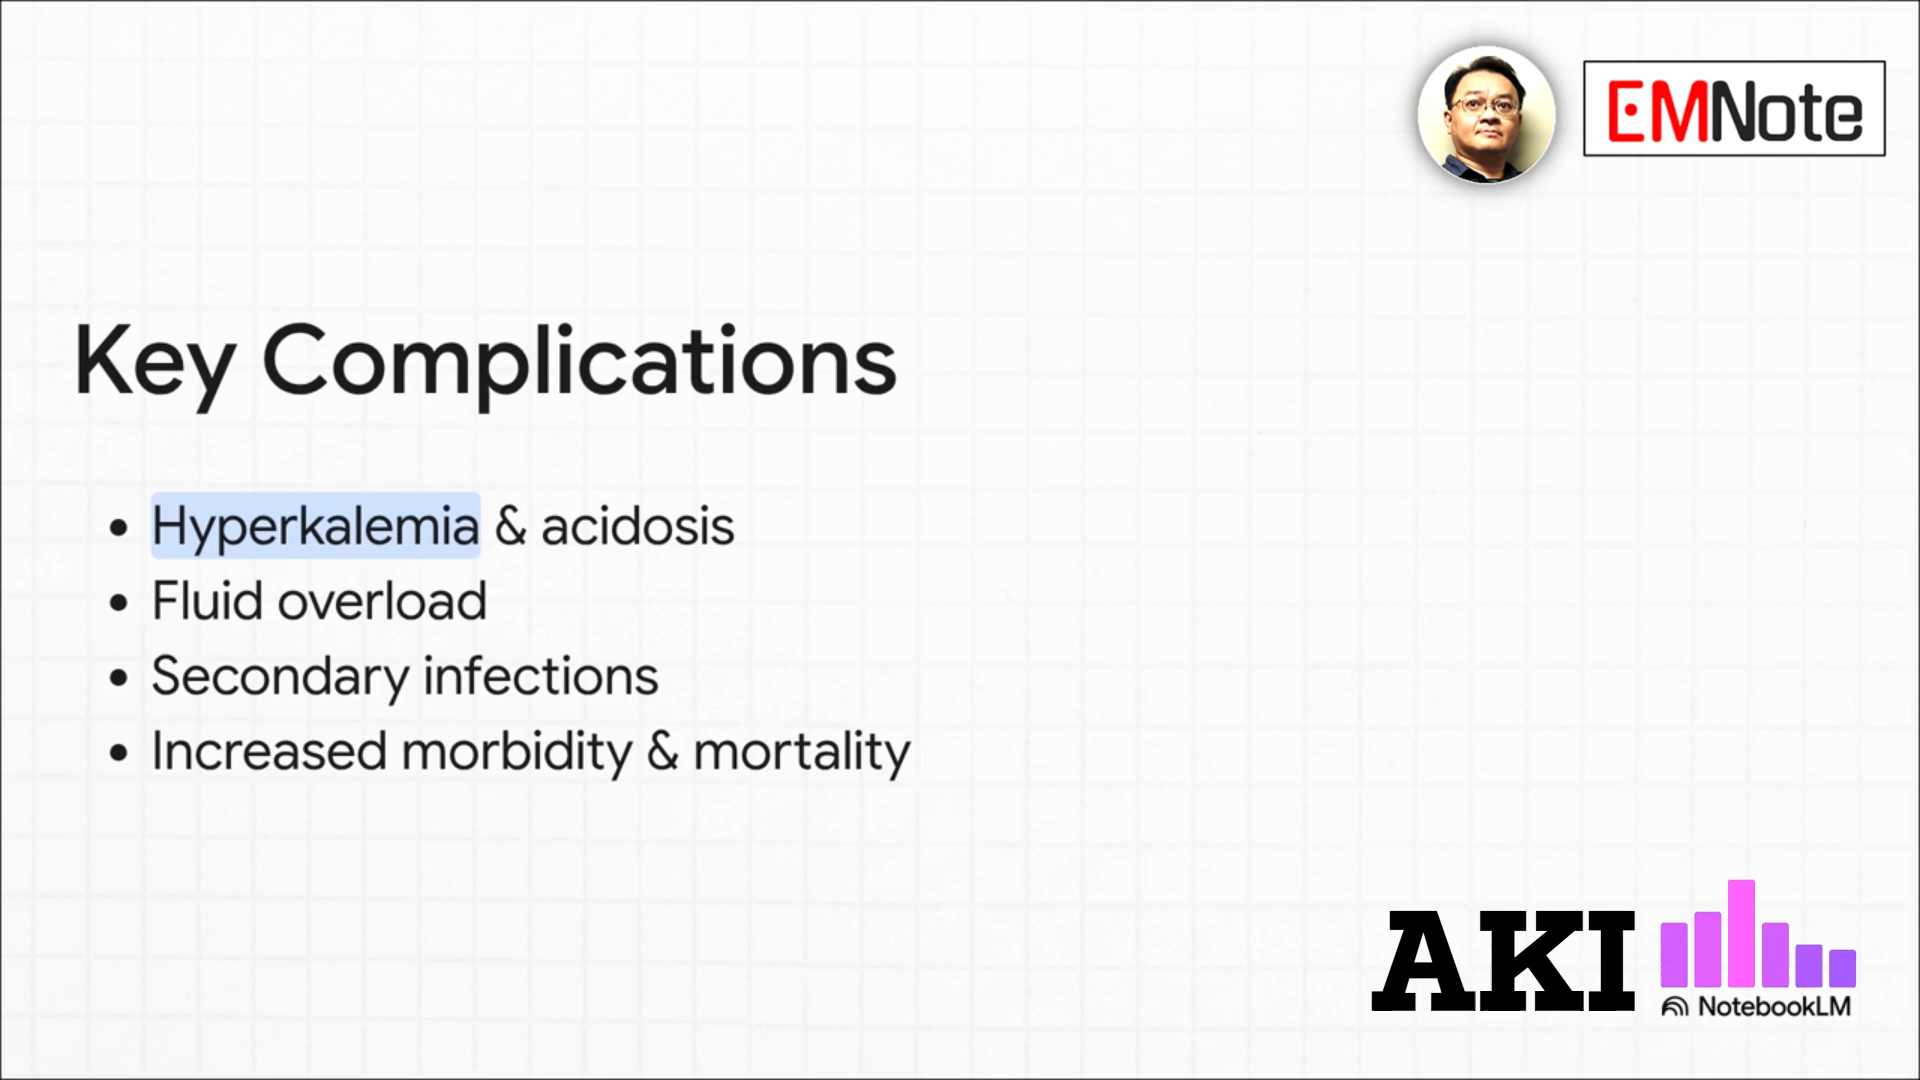 EMNote
Key Complications
• Hyperkalemia & acidosis
• Fluid overload
• Secondary infections
• Increased morbidity & mortality
AKI
NotebookLM